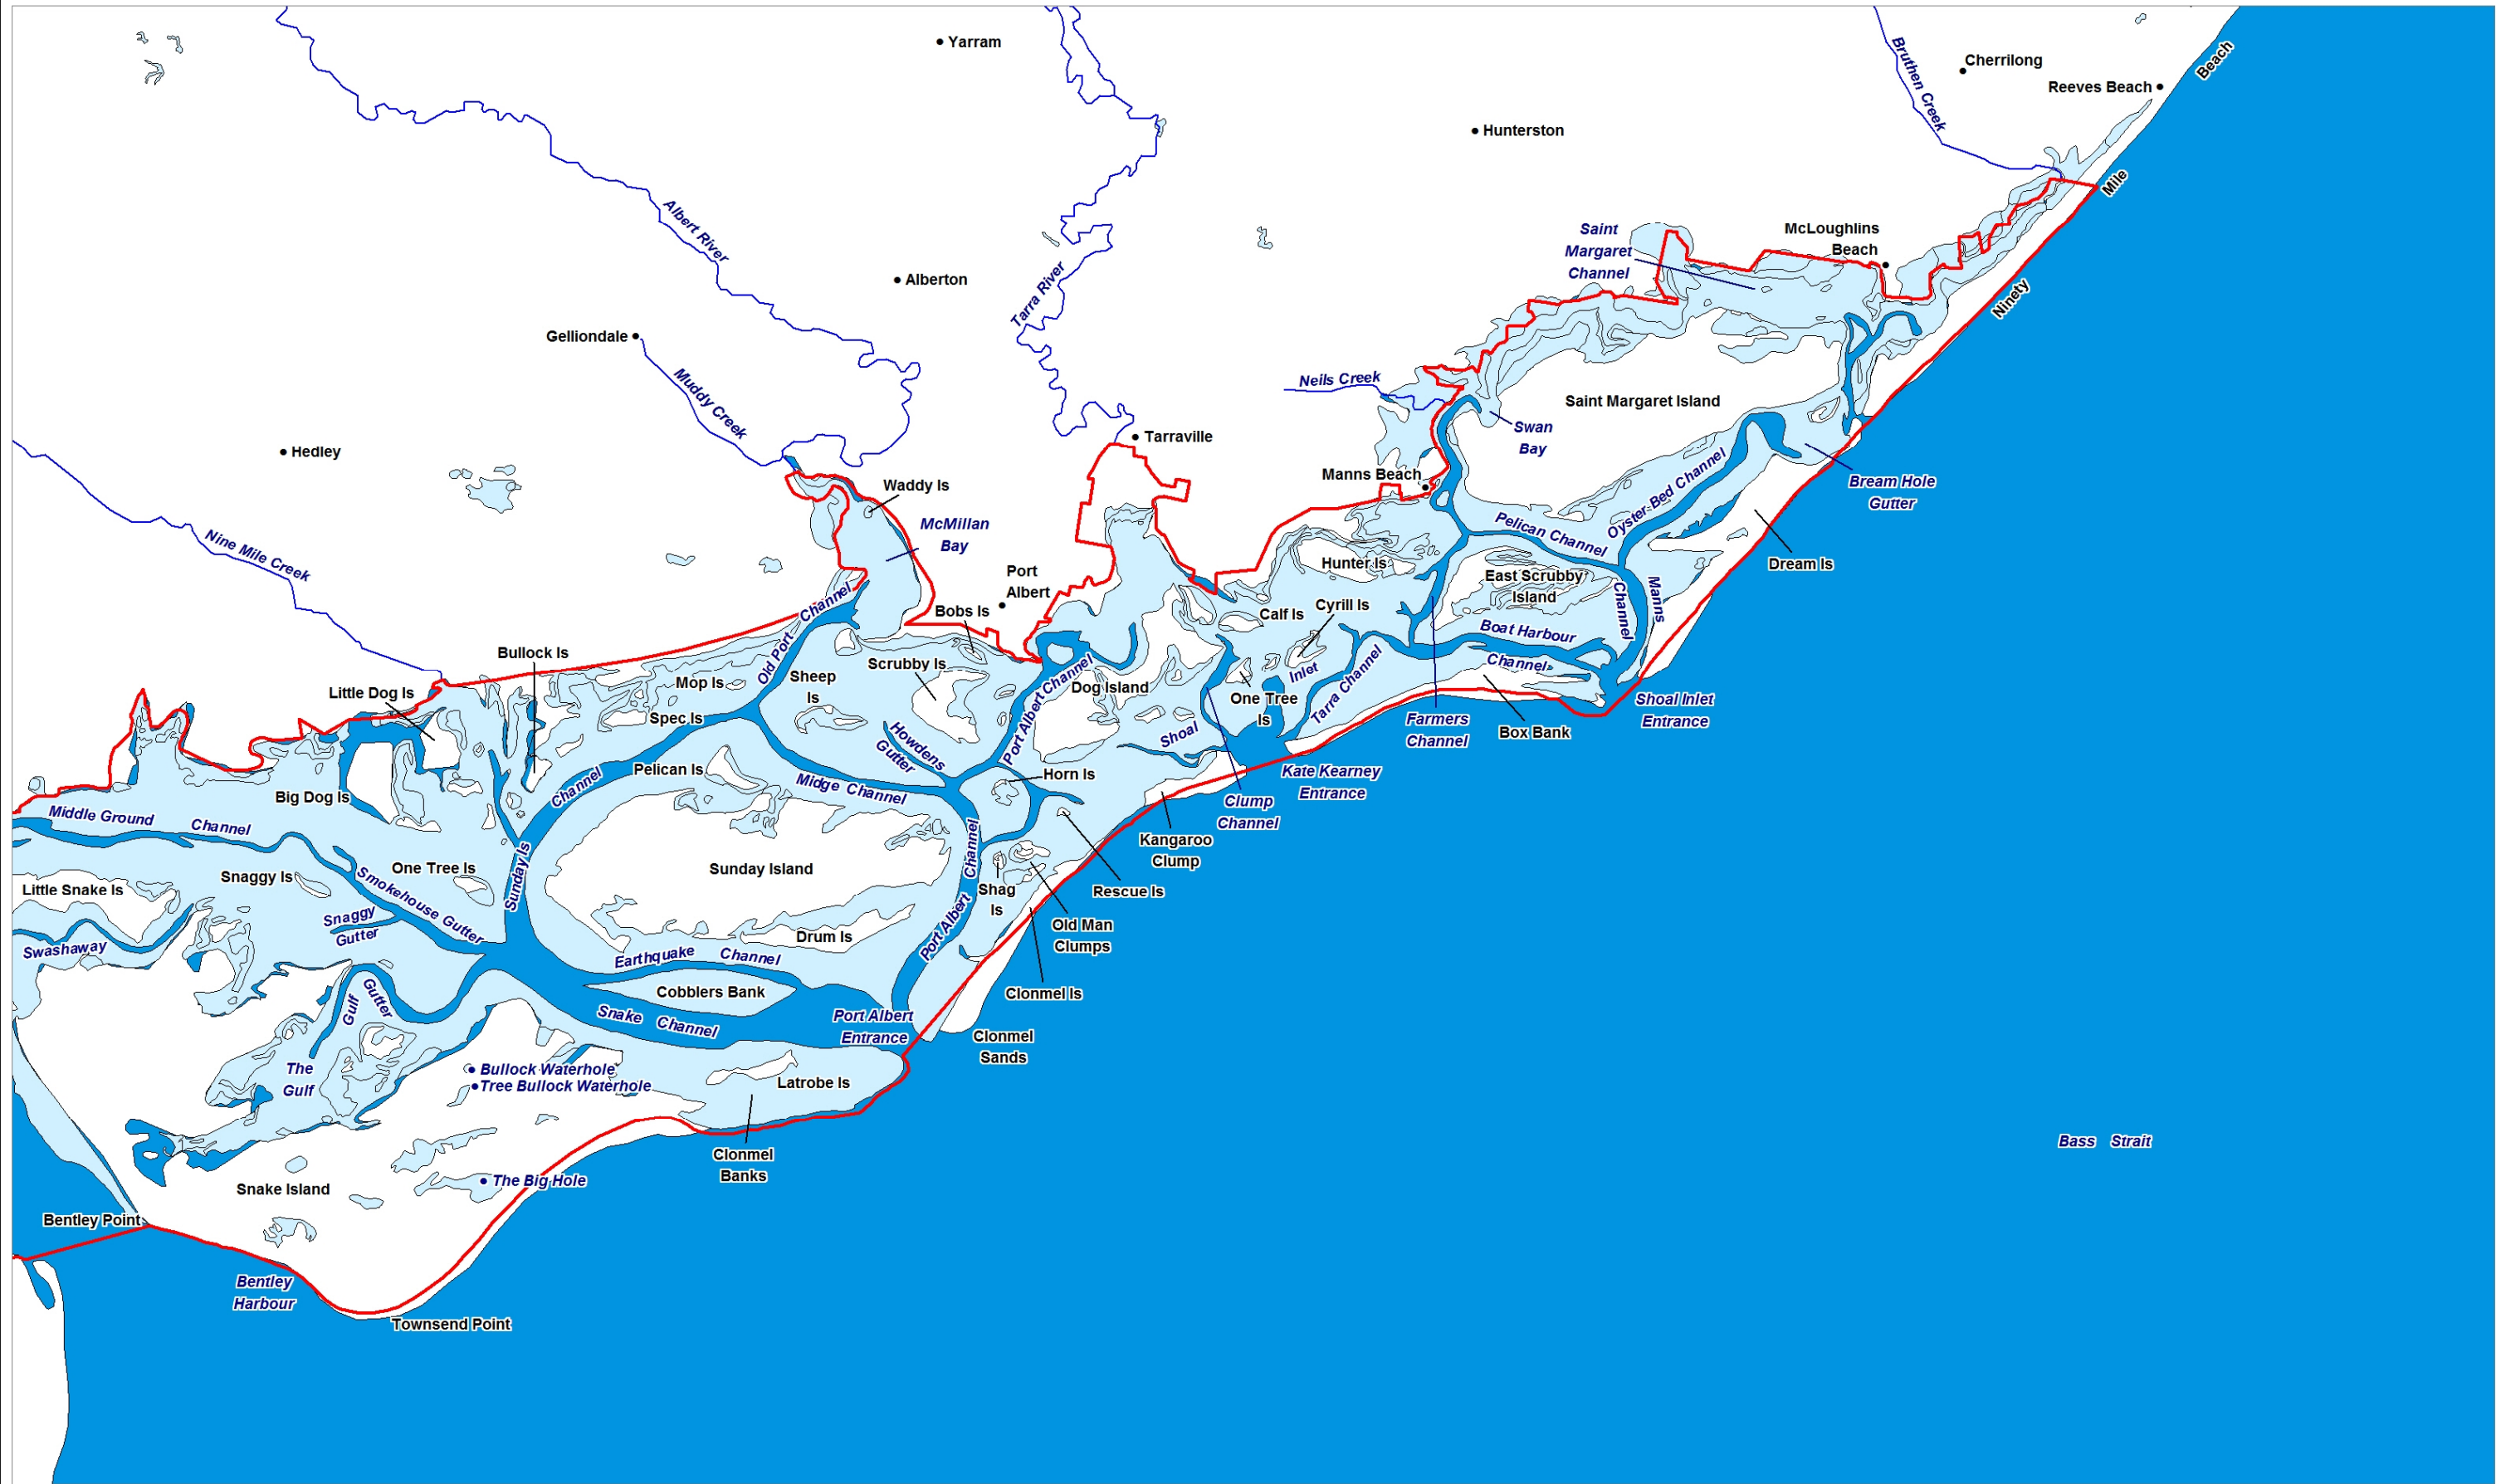 Yarram
Bruthen Creek
Cherrilong
Reeves Beach
Beach
Hunterston
Mile
Albert River
Tarra River
Alberton
Saint
Margaret
Channel
McLoughlins
Beach
Ninety
Gelliondale
Muddy Creek
Neils Creek
Saint Margaret Island
Swan
Bay
Tarraville
Hedley
Manns Beach
Bream Hole
Gutter
Oyster-Bed Channel
Waddy Is
McMillan
Bay
Pelican Channel
Nine Mile Creek
Dream Is
Port
Albert
Hunter Is
East Scrubby
Island
Manns
Channel
Old Port Channel
Bobs Is
Calf Is
Cyrill Is
Boat Harbour
Channel
Bullock Is
Scrubby Is
Sheep
Is
Mop Is
Little Dog Is
Port Albert Channel
Dog Island
Inlet
Tarra Channel
One Tree
Is
Shoal Inlet
Entrance
Spec Is
Shoal
Farmers
Channel
Box Bank
Howdens
Gutter
Pelican Is
Channel
Midge Channel
Horn Is
Kate Kearney
Entrance
Big Dog Is
Clump
Channel
Middle Ground Channel
Kangaroo
Clump
One Tree Is
Sunday Is
Sunday Island
Channel
Snaggy Is
Little Snake Is
Smokehouse Gutter
Shag
Is
Rescue Is
Snaggy
Gutter
Old Man
Clumps
Drum Is
Port Albert
Swashaway
Earthquake Channel
Cobblers Bank
Clonmel Is
Gulf
Gutter
Snake Channel
Port Albert
Entrance
Clonmel
Sands
The
Gulf
Bullock Waterhole
Tree Bullock Waterhole
Latrobe Is
Bass Strait
Clonmel
Banks
The Big Hole
Snake Island
Bentley Point
Bentley
Harbour
Townsend Point